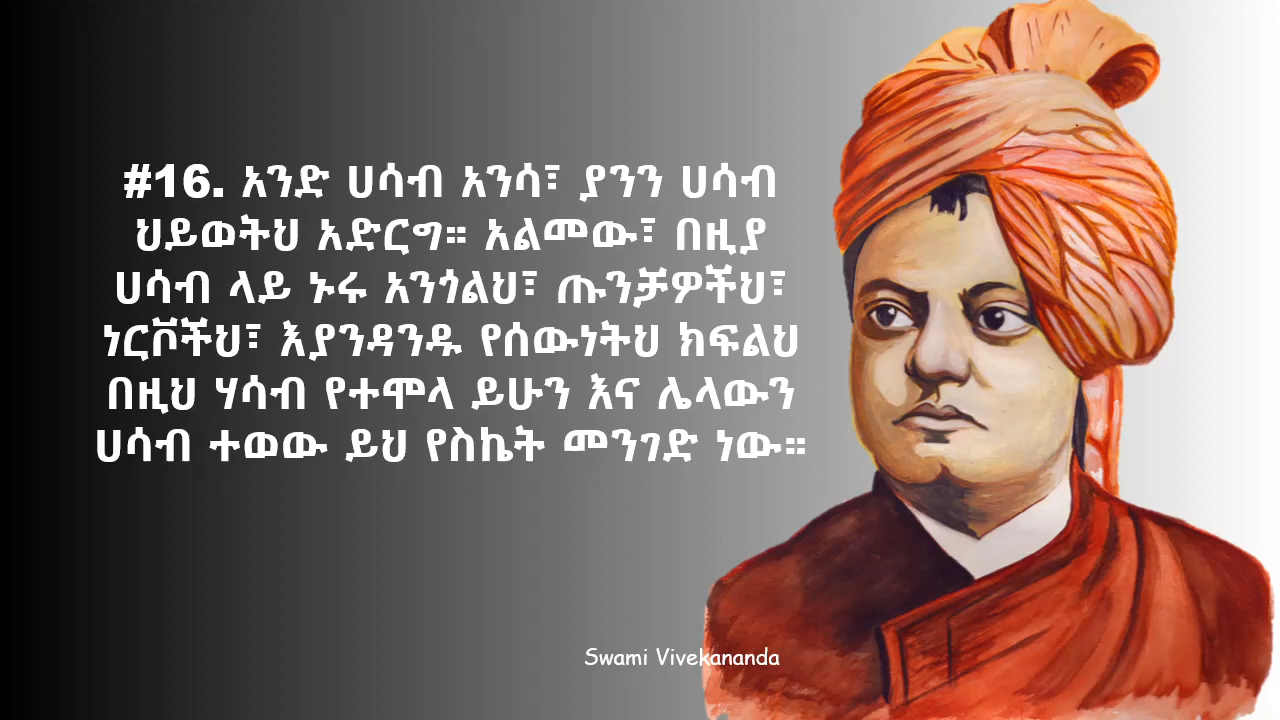 #16. አንድ ሀሳብ አንሳ፣ ያንን ሀሳብ
ህይወትህ አድርግ። አልመው፣ በዚያ
ሀሳብ ላይ ኑሩ አንጎልህ፣ ጡንቻዎችህ፣
ነርቮችህ፣ እያንዳንዱ የሰውነትህ ክፍልህ
በዚህ ሃሳብ የተሞላ ይሁን እና ሌላውን
ሀሳብ ተወው ይህ የስኬት መንገድ ነው።
Swami Vivekananda